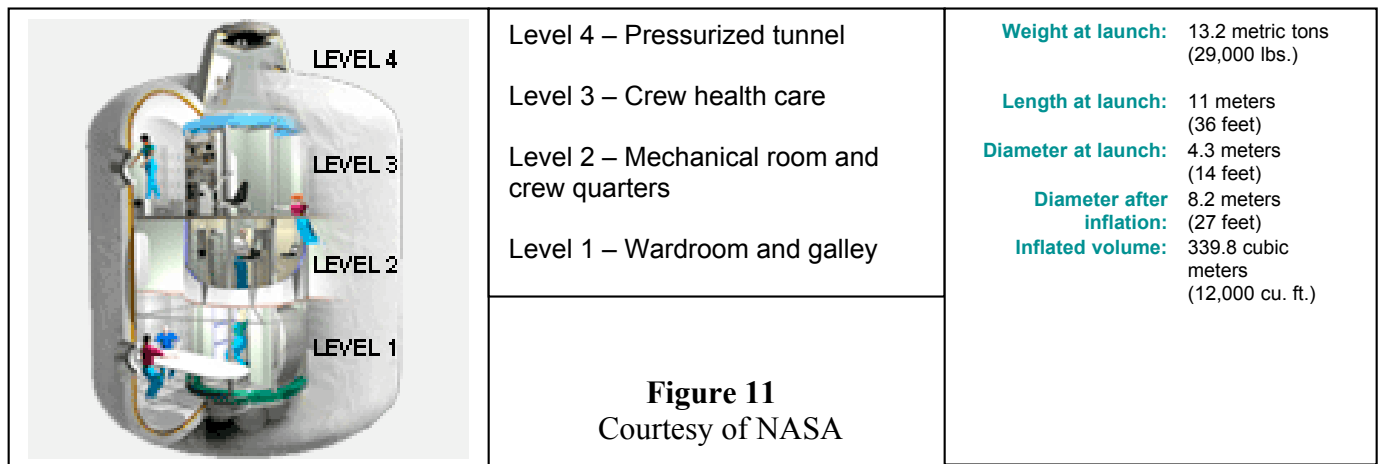 LEVEL 4
LEVEL 3
LEVEL 2
LEVEL 1
Level 4 – Pressurized tunnel
Level 3 – Crew health care
Level 2 – Mechanical room and
crew quarters
Level 1 – Wardroom and galley
Figure 11
Courtesy of NASA
Weight at launch: 13.2 metric tons
(29,000 lbs.)
Length at launch: 11 meters
(36 feet)
Diameter at launch: 4.3 meters
(14 feet)
Diameter after 8.2 meters
inflation: (27 feet)
Inflated volume: 339.8 cubic
meters
(12,000 cu. ft.)